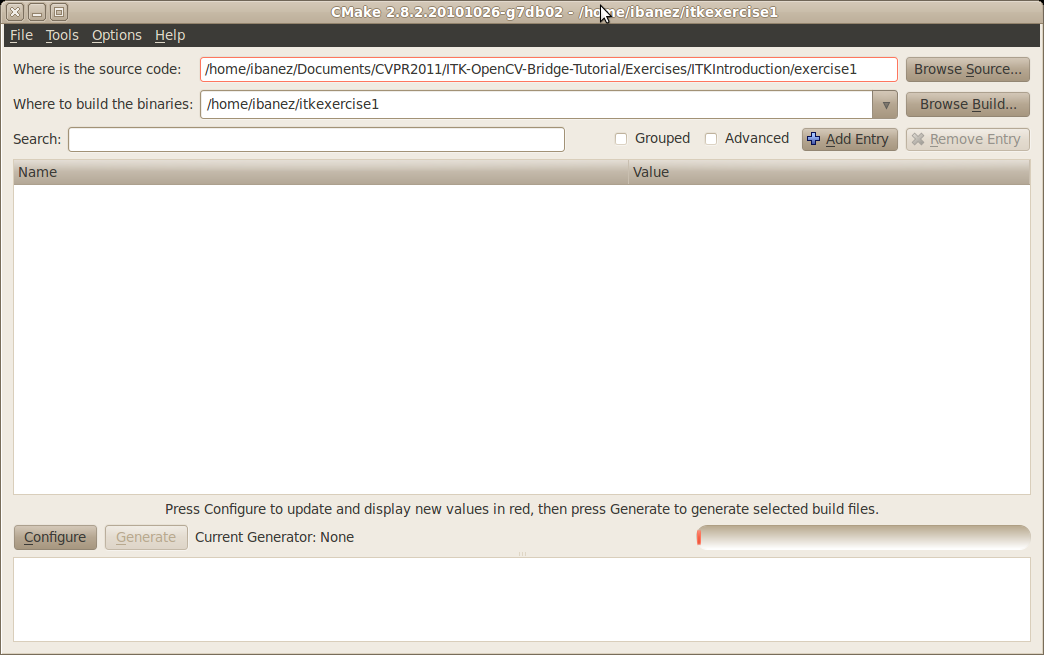 CMake 2.8.2.20101026-g7db02 - /home/ibanez/itkexercise1
File Tools Options Help
Where is the source code: /home/ibanez/Documents/CVPR2011/ITK-OpenCV-Bridge-Tutorial/Exercises/ITKIntroduction/exercise1 Browse Source...
Where to build the binaries: /home/ibanez/itkexercise1 Browse Build...
Search: Grouped Advanced Add Entry Remove Entry
Name Value
Press Configure to update and display new values in red, then press Generate to generate selected build files.
Configure Generate Current Generator: None